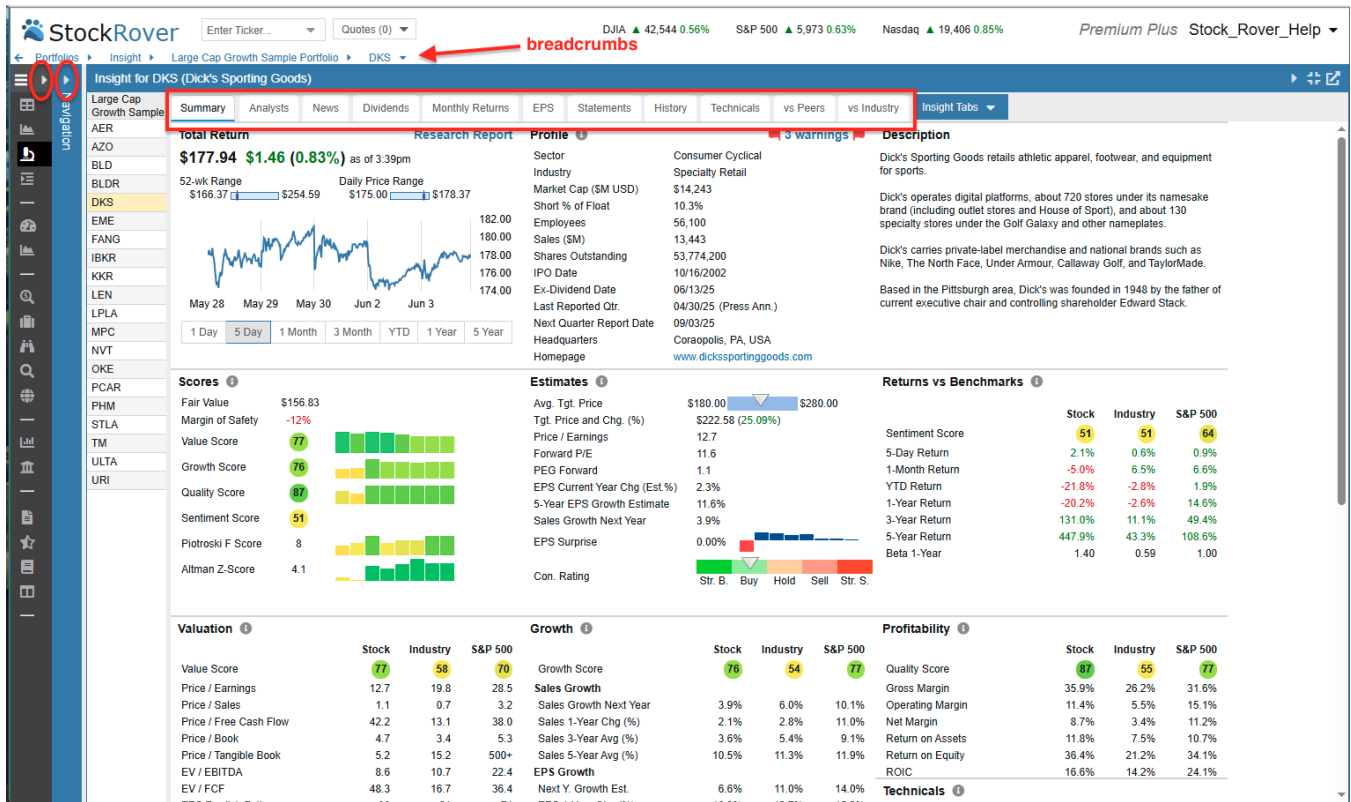 StockRover Enter Ticker... Quotes (0) DJIA ▲ 42,544 0.56% S&P 500 ▲ 5,973 0.63% Nasdaq ▲ 19,406 0.85% Premium Plus Stock_Rover_Help
breadcrumbs
Portfolios Insight Large Cap Growth Sample Portfolio DKS
Insight for DKS (Dick's Sporting Goods)
Navigation
Large Cap
Growth Sample
AER
AZO
BLD
BLDR
DKS
EME
FANG
IBKR
KKR
LEN
LPLA
MPC
NVT
OKE
PCAR
PHM
STLA
TM
ULTA
URI
Summary Analysts News Dividends Monthly Returns EPS Statements History Technicals vs Peers vs Industry Insight Tabs
Total Return Research Report
$177.94 $1.46 (0.83%) as of 3:39pm
52-wk Range Daily Price Range
$166.37 $254.59 $175.00 $178.37
182.00
180.00
178.00
176.00
174.00
May 28 May 29 May 30 Jun 2 Jun 3
1 Day 5 Day 1 Month 3 Month YTD 1 Year 5 Year
Profile 3 warnings
Sector Consumer Cyclical
Industry Specialty Retail
Market Cap ($M USD) $14,243
Short % of Float 10.3%
Employees 56,100
Sales ($M) 13,443
Shares Outstanding 53,774,200
IPO Date 10/16/2002
Ex-Dividend Date 06/13/25
Last Reported Qtr. 04/30/25 (Press Ann.)
Next Quarter Report Date 09/03/25
Headquarters Coraopolis, PA, USA
Homepage www.dickssportinggoods.com
Description
Dick's Sporting Goods retails athletic apparel, footwear, and equipment
for sports.
Dick's operates digital platforms, about 720 stores under its namesake
brand (including outlet stores and House of Sport), and about 130
specialty stores under the Golf Galaxy and other nameplates.
Dick's carries private-label merchandise and national brands such as
Nike, The North Face, Under Armour, Callaway Golf, and TaylorMade.
Based in the Pittsburgh area, Dick's was founded in 1948 by the father of
current executive chair and controlling shareholder Edward Stack.
Scores
Fair Value $156.83
Margin of Safety -12%
Value Score 77
Growth Score 76
Quality Score 87
Sentiment Score 51
Piotroski F Score 8
Altman Z-Score 4.1
Estimates
Avg. Tgt. Price $180.00 $280.00
Tgt. Price and Chg. (%) $222.58 (25.09%)
Price / Earnings 12.7
Forward P/E 11.6
PEG Forward 1.1
EPS Current Year Chg (Est.%) 2.3%
5-Year EPS Growth Estimate 11.6%
Sales Growth Next Year 3.9%
EPS Surprise 0.00%
Con. Rating
Str. B. Buy Hold Sell Str. S.
Returns vs Benchmarks
Stock Industry S&P 500
Sentiment Score 51 51 64
5-Day Return 2.1% 0.6% 0.9%
1-Month Return -5.0% 6.5% 6.6%
YTD Return -21.8% -2.8% 1.9%
1-Year Return -20.2% -2.6% 14.6%
3-Year Return 131.0% 11.1% 49.4%
5-Year Return 447.9% 43.3% 108.6%
Beta 1-Year 1.40 0.59 1.00
Valuation
Stock Industry S&P 500
Value Score 77 58 70
Price / Earnings 12.7 19.8 28.5
Price / Sales 1.1 0.7 3.2
Price / Free Cash Flow 42.2 13.1 38.0
Price / Book 4.7 3.4 5.3
Price / Tangible Book 5.2 15.2 500+
EV / EBITDA 8.6 10.7 22.4
EV / FCF 48.3 16.7 36.4
Growth
Stock Industry S&P 500
Growth Score 76 54 77
Sales Growth
Sales Growth Next Year 3.9% 6.0% 10.1%
Sales 1-Year Chg (%) 2.1% 2.8% 11.0%
Sales 3-Year Avg (%) 3.6% 5.4% 9.1%
Sales 5-Year Avg (%) 10.5% 11.3% 11.9%
EPS Growth
Next Y. Growth Est. 6.6% 11.0% 14.0%
Profitability
Stock Industry S&P 500
Quality Score 87 55 77
Gross Margin 35.9% 26.2% 31.6%
Operating Margin 11.4% 5.5% 15.1%
Net Margin 8.7% 3.4% 11.2%
Return on Assets 11.8% 7.5% 10.7%
Return on Equity 36.4% 21.2% 34.1%
ROIC 16.6% 14.2% 24.1%
Technicals